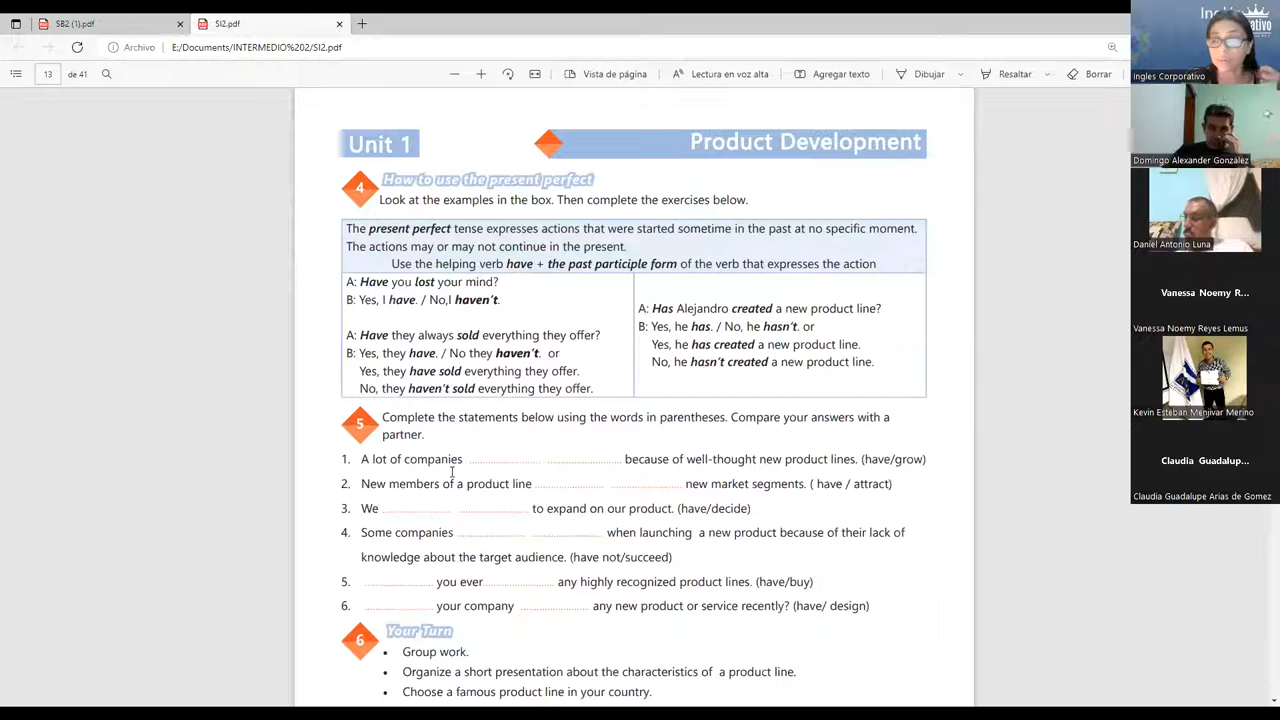 SB2 (1).pdf
SI2.pdf
Archivo
E:/Documents/INTERMEDIO%202/SI2.pdf
13
de 41
Vista de página
Lectura en voz alta
Agregar texto
Dibujar
Resaltar
Borrar
Unit 1
Product Development
4
How to use the present perfect
Look at the examples in the box. Then complete the exercises below.
The present perfect tense expresses actions that were started sometime in the past at no specific moment.
The actions may or may not continue in the present.
Use the helping verb have + the past participle form of the verb that expresses the action
A: Have you lost your mind?
B: Yes, I have. / No,I haven't.
A: Have they always sold everything they offer?
B: Yes, they have. / No they haven't. or
Yes, they have sold everything they offer.
No, they haven't sold everything they offer.
A: Has Alejandro created a new product line?
B: Yes, he has. / No, he hasn't. or
Yes, he has created a new product line.
No, he hasn't created a new product line.
5
Complete the statements below using the words in parentheses. Compare your answers with a
partner.
1. A lot of companies .................... .................... because of well-thought new product lines. (have/grow)
2. New members of a product line .................... .................... new market segments. ( have / attract)
3. We .................... .................... to expand on our product. (have/decide)
4. Some companies .................... .................... when launching a new product because of their lack of
knowledge about the target audience. (have not/succeed)
5. .................... you ever.................... any highly recognized product lines. (have/buy)
6. .................... your company .................... any new product or service recently? (have/ design)
6
Your Turn
• Group work.
• Organize a short presentation about the characteristics of a product line.
• Choose a famous product line in your country.
Ingles Corporativo
Domingo Alexander González
Daniel Antonio Luna
Vanessa Noemy R...
Vanessa Noemy Reyes Lemus
Kevin Esteban Menjivar Merino
Claudia Guadalup...
Claudia Guadalupe Arias de Gomez